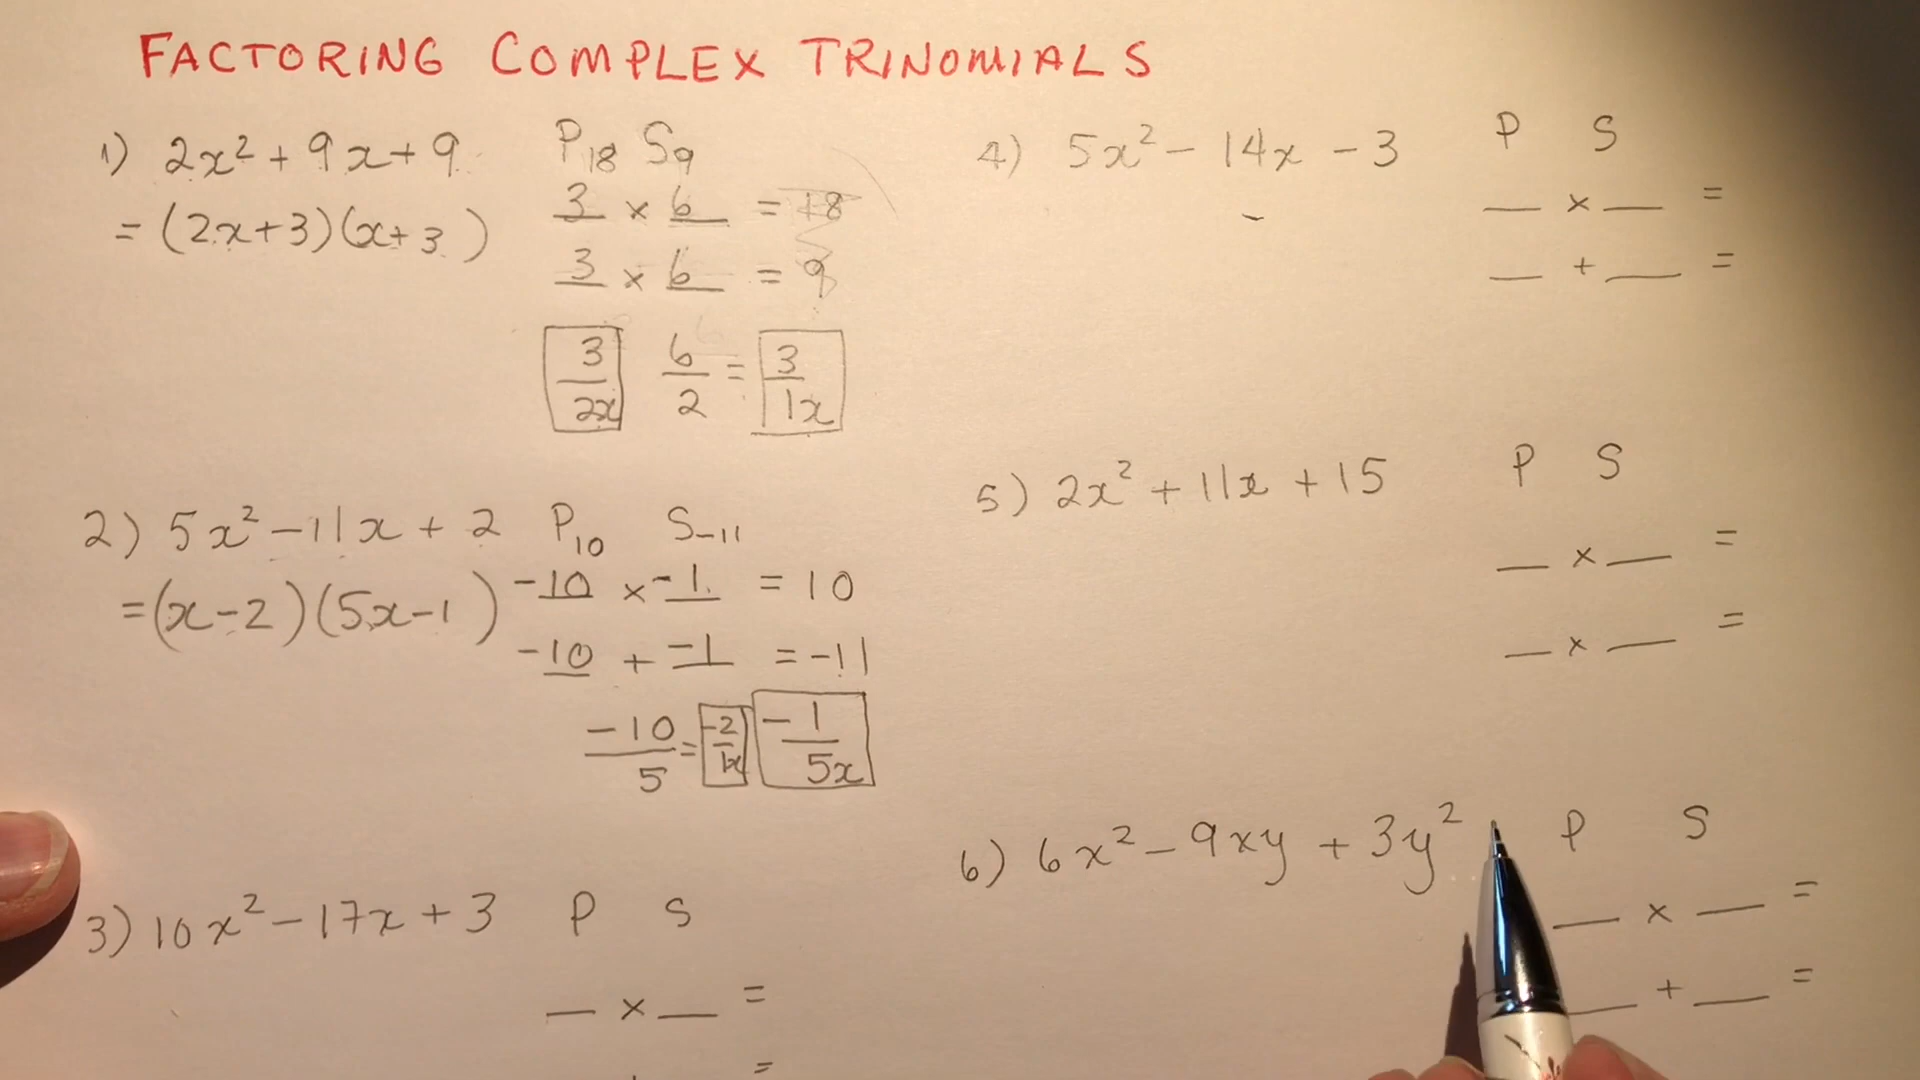 FACTORING COMPLEX TRINOMIALS
1) 2x² + 9x + 9 P₁₈ S₉
= (2x+3)(x+3) 3 × 6 = 18
3 × 6 = 9
3/2x 6/2 = 3/1x
2) 5x² - 11x + 2 P₁₀ S₋₁₁
= (x-2)(5x-1) -10 × -1 = 10
-10 + -1 = -11
-10/5 = -2/1x -1/5x
3) 10x² - 17x + 3 P S
__ × __ =
=
4) 5x² - 14x - 3 P S
- __ × __ =
__ + __ =
5) 2x² + 11x + 15 P S
__ × __ =
__ × __ =
6) 6x² - 9xy + 3y² P S
__ × __ =
__ + __ =